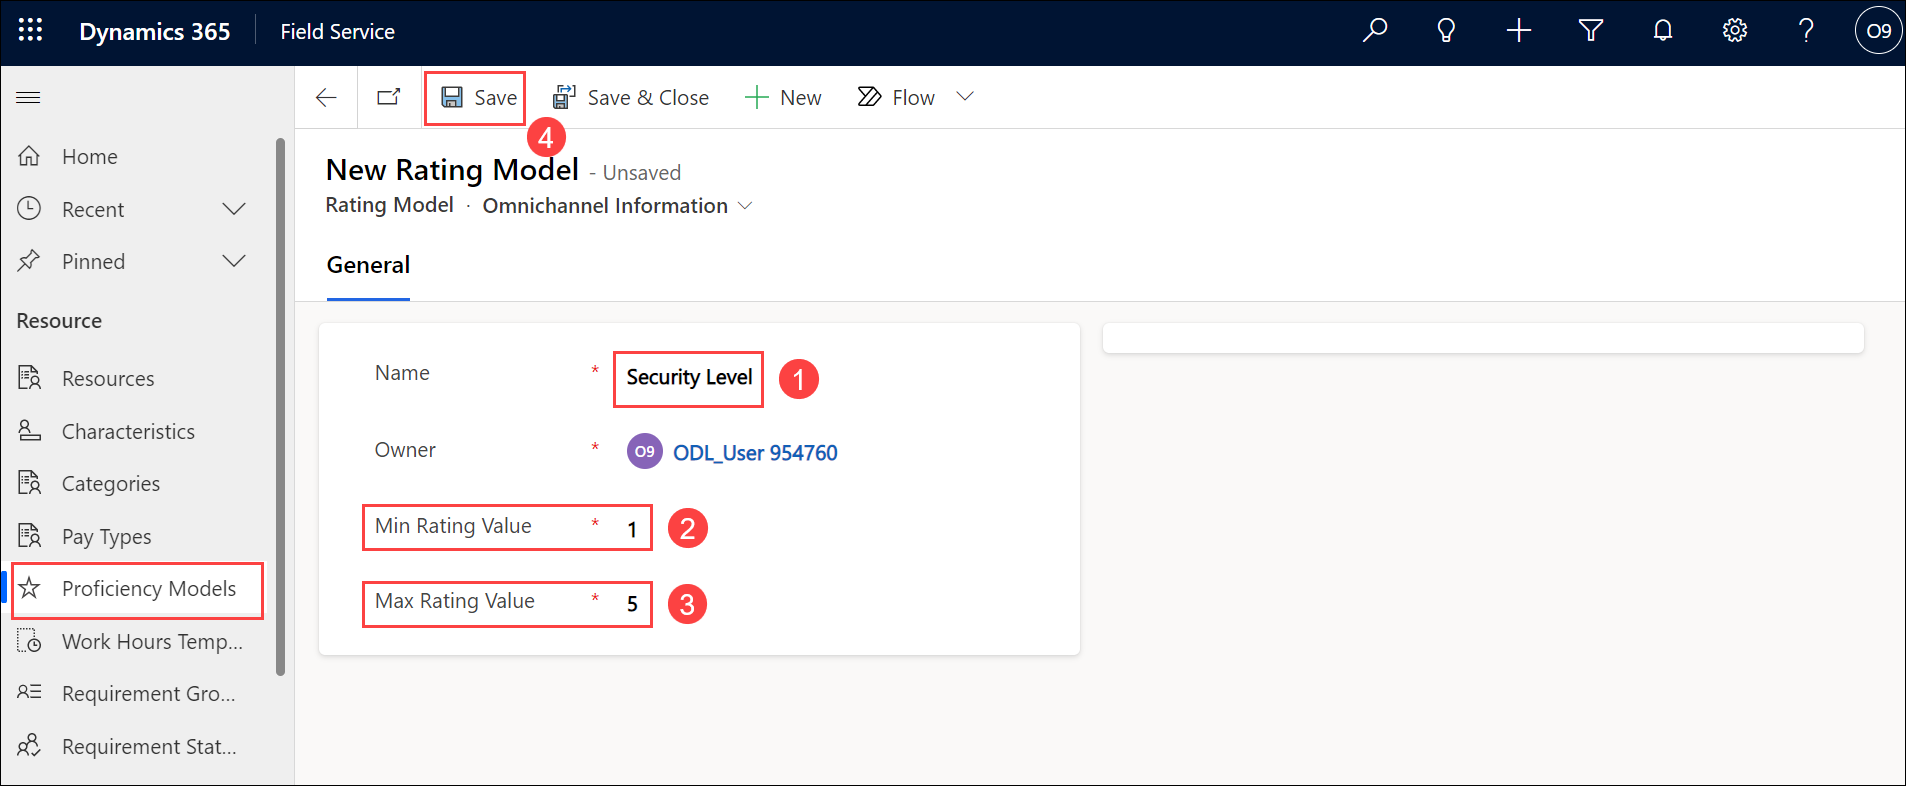 Dynamics 365 Field Service O9
Save Save & Close New Flow
4
Home
Recent
Pinned
Resource
Resources
Characteristics
Categories
Pay Types
Proficiency Models
Work Hours Temp...
Requirement Gro...
Requirement Stat...
New Rating Model - Unsaved
Rating Model · Omnichannel Information
General
Name * Security Level 1
Owner * O9 ODL_User 954760
Min Rating Value * 1 2
Max Rating Value * 5 3